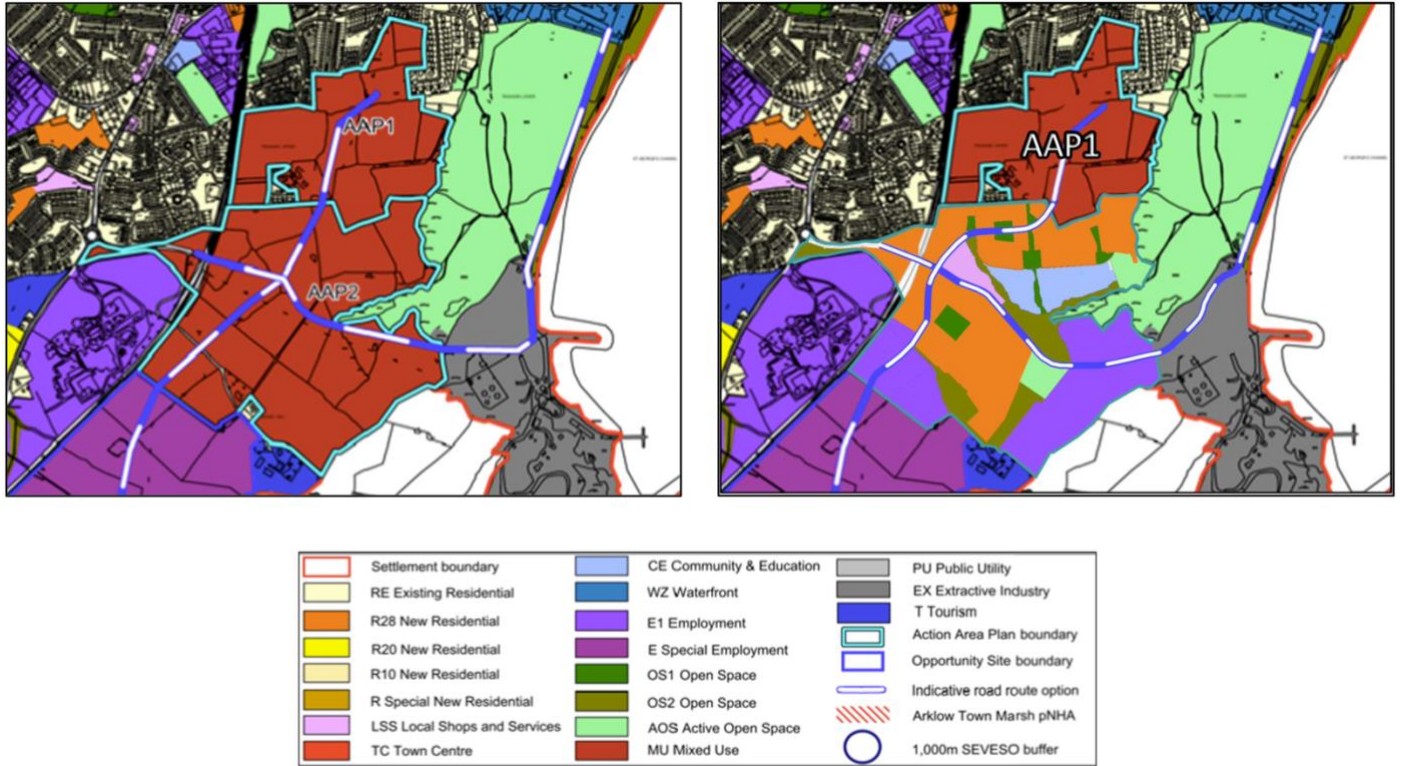 AAP1
AAP2
AAP1
Settlement boundary
RE Existing Residential
R28 New Residential
R20 New Residential
R10 New Residential
R Special New Residential
LSS Local Shops and Services
TC Town Centre
CE Community & Education
WZ Waterfront
E1 Employment
E Special Employment
OS1 Open Space
OS2 Open Space
AOS Active Open Space
MU Mixed Use
PU Public Utility
EX Extractive Industry
T Tourism
Action Area Plan boundary
Opportunity Site boundary
Indicative road route option
Arklow Town Marsh pNHA
1,000m SEVESO buffer